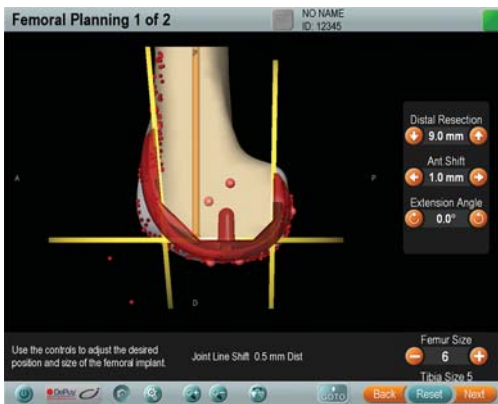 Femoral Planning 1 of 2
NO NAME
ID: 12345
Distal Resection
9.0 mm
Ant Shift
1.0 mm
Extension Angle
0.0°
A
P
D
Use the controls to adjust the desired
position and size of the femoral implant.
Joint Line Shift 0.5 mm Dist
Femur Size
6
Tibia Size 5
DePuy
GOTO
Back
Reset
Next